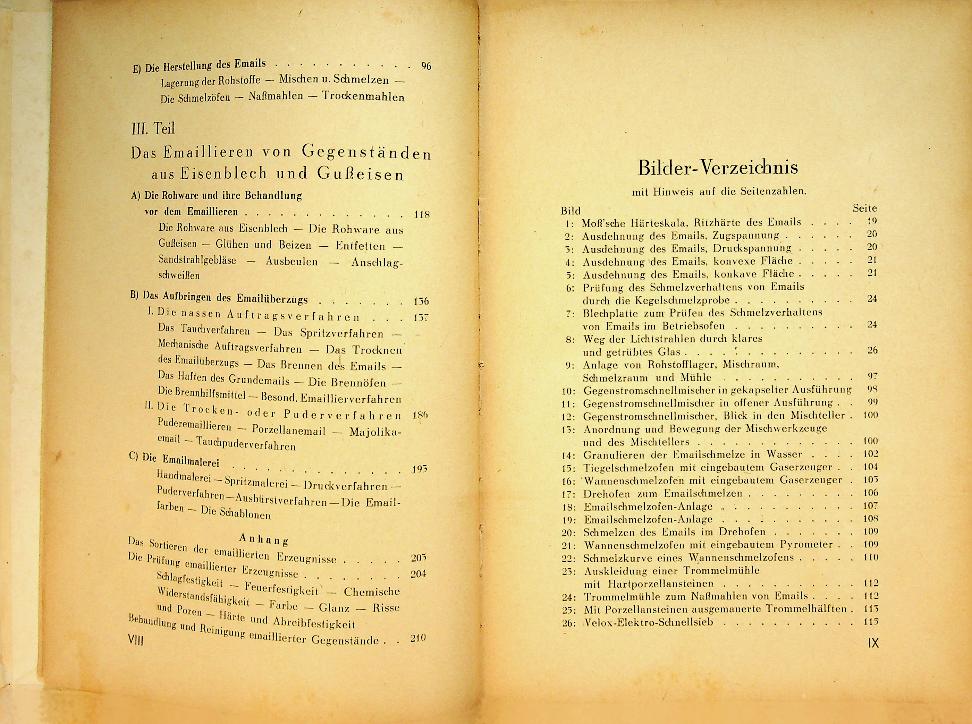 E) Die Herstellung des Emails . . . . . . . . . . . 96
Lagerung der Rohstoffe — Mischen u. Schmelzen —
Die Schmelzöfen — Naßmahlen — Trockenmahlen
III. Teil
Das Emaillieren von Gegenständen
aus Eisenblech und Gußeisen
A) Die Rohware und ihre Behandlung
vor dem Emaillieren . . . . . . . . . . . . . 118
Die Rohware aus Eisenblech — Die Rohware aus
Gußeisen — Glühen und Beizen — Entfetten —
Sandstrahlgebläse — Ausbeulen — Anschlag-
schweißen
B) Das Aufbringen des Emailüberzugs . . . . . . . 136
I. Die nassen Auftragsverfahren . . . 137
Das Tauchverfahren — Das Spritzverfahren —
Mechanische Auftragsverfahren — Das Trocknen
des Emailüberzugs — Das Brennen des Emails —
Das Haften des Grundemails — Die Brennöfen —
Die Brennhilfsmittel — Besond. Emaillierverfahren
II. Die Trocken- oder Puderverfahren 186
Puderemaillieren — Porzellanemail — Majolika-
email — Tauchpuderverfahren
C) Die Emailmalerei . . . . . . . . . . . . . . 193
Handmalerei — Spritzmalerei — Druckverfahren —
Puderverfahren — Ausbürstverfahren — Die Email-
farben — Die Schablonen
Anhang
Das Sortieren der emaillierten Erzeugnisse . . . . . . 203
Die Prüfung emaillierter Erzeugnisse . . . . . . . . . 204
Schlagfestigkeit — Feuerfestigkeit — Chemische
Widerstandsfähigkeit — Farbe — Glanz — Risse
und Poren — Härte und Abreibfestigkeit
Behandlung und Reinigung emaillierter Gegenstände . . 210
VIII
Bilder-Verzeichnis
mit Hinweis auf die Seitenzahlen.
Bild Seite
1: Moß'sche Härteskala, Ritzhärte des Emails . . . . 19
2: Ausdehnung des Emails, Zugspannung . . . . . . 20
3: Ausdehnung des Emails, Druckspannung . . . . . 20
4: Ausdehnung des Emails, konvexe Fläche . . . . . 21
5: Ausdehnung des Emails, konkave Fläche . . . . . 21
6: Prüfung des Schmelzverhaltens von Emails
durch die Kegelschmelzprobe . . . . . . . . . . 24
7: Blechplatte zum Prüfen des Schmelzverhaltens
von Emails im Betriebsofen . . . . . . . . . . 24
8: Weg der Lichtstrahlen durch klares
und getrübtes Glas . . . . . . . . . . . . . . 26
9: Anlage von Rohstofflager, Mischraum,
Schmelzraum und Mühle . . . . . . . . . . . 97
10: Gegenstromschnellmischer in gekapselter Ausführung 98
11: Gegenstromschnellmischer in offener Ausführung . . 99
12: Gegenstromschnellmischer, Blick in den Mischteller . 100
13: Anordnung und Bewegung der Mischwerkzeuge
und des Mischtellers . . . . . . . . . . . . . 100
14: Granulieren der Emailschmelze in Wasser . . . . 102
15: Tiegelschmelzofen mit eingebautem Gaserzeuger . . 104
16: Wannenschmelzofen mit eingebautem Gaserzeuger . 105
17: Drehofen zum Emailschmelzen . . . . . . . . . 106
18: Emailschmelzofen-Anlage . . . . . . . . . . . 107
19: Emailschmelzofen-Anlage . . . . . . . . . . . 108
20: Schmelzen des Emails im Drehofen . . . . . . . 109
21: Wannenschmelzofen mit eingebautem Pyrometer . . 109
22: Schmelzkurve eines Wannenschmelzofens . . . . . 110
23: Auskleidung einer Trommelmühle
mit Hartporzellansteinen . . . . . . . . . . . 112
24: Trommelmühle zum Naßmahlen von Emails . . . . 112
25: Mit Porzellansteinen ausgemauerte Trommelhälften . 113
26: Velox-Elektro-Schnellsieb . . . . . . . . . . . 115
IX